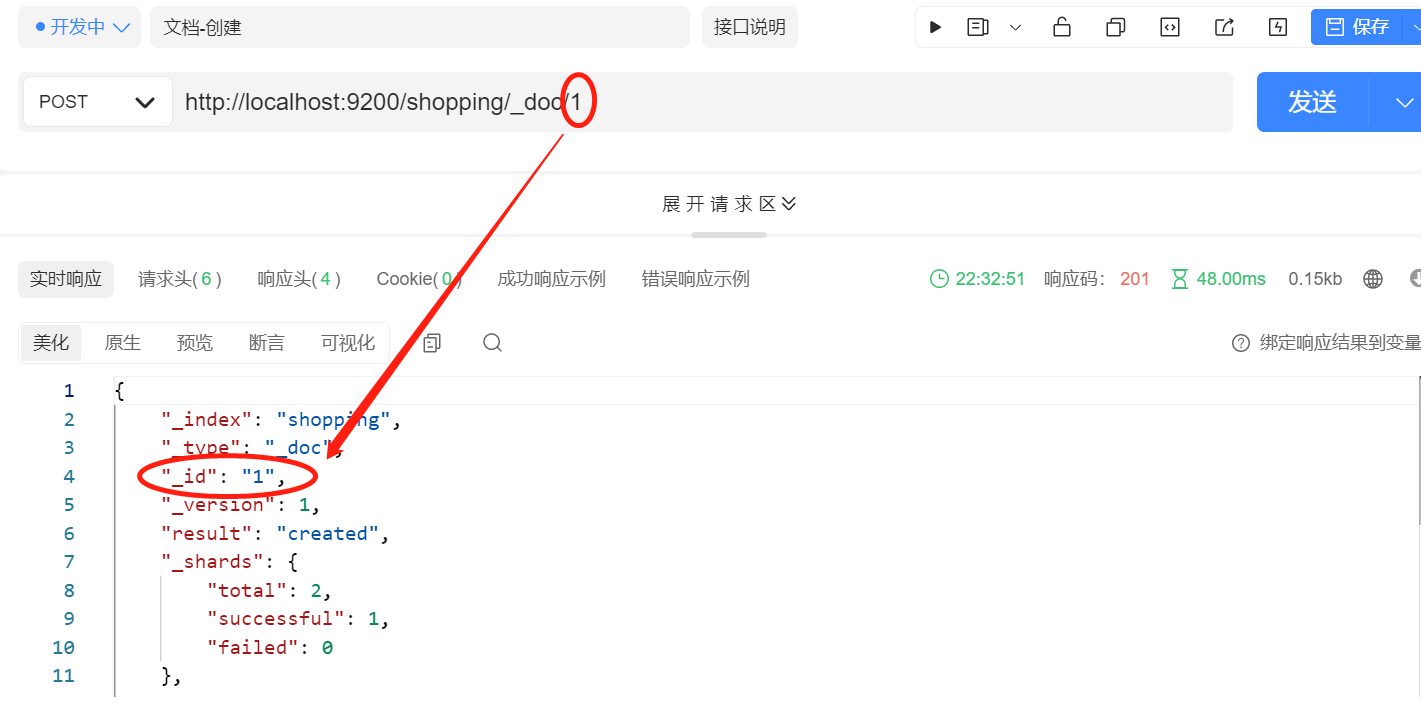 开发中 文档-创建 接口说明 保存
POST http://localhost:9200/shopping/_doc/1 发送
展开请求区
实时响应 请求头(6) 响应头(4) Cookie(0) 成功响应示例 错误响应示例 22:32:51 响应码: 201 48.00ms 0.15kb
美化 原生 预览 断言 可视化 绑定响应结果到变量
1 {
2 "_index": "shopping",
3 "_type": "_doc",
4 "_id": "1",
5 "_version": 1,
6 "result": "created",
7 "_shards": {
8 "total": 2,
9 "successful": 1,
10 "failed": 0
11 },